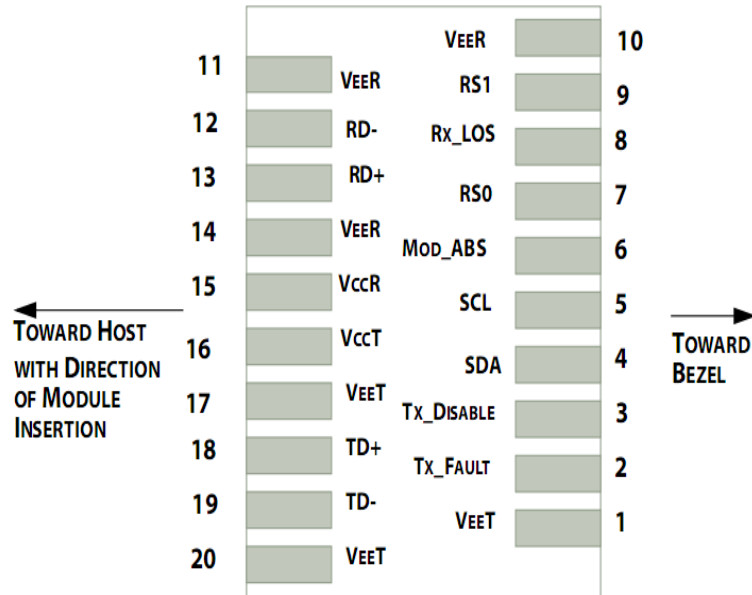 11 VEER
12 RD-
13 RD+
14 VEER
15 VCCR
16 VCCT
17 VEET
18 TD+
19 TD-
20 VEET
VEER 10
RS1 9
RX_LOS 8
RS0 7
MOD_ABS 6
SCL 5
SDA 4
TX_DISABLE 3
TX_FAULT 2
VEET 1
TOWARD HOST
WITH DIRECTION
OF MODULE
INSERTION
TOWARD
BEZEL